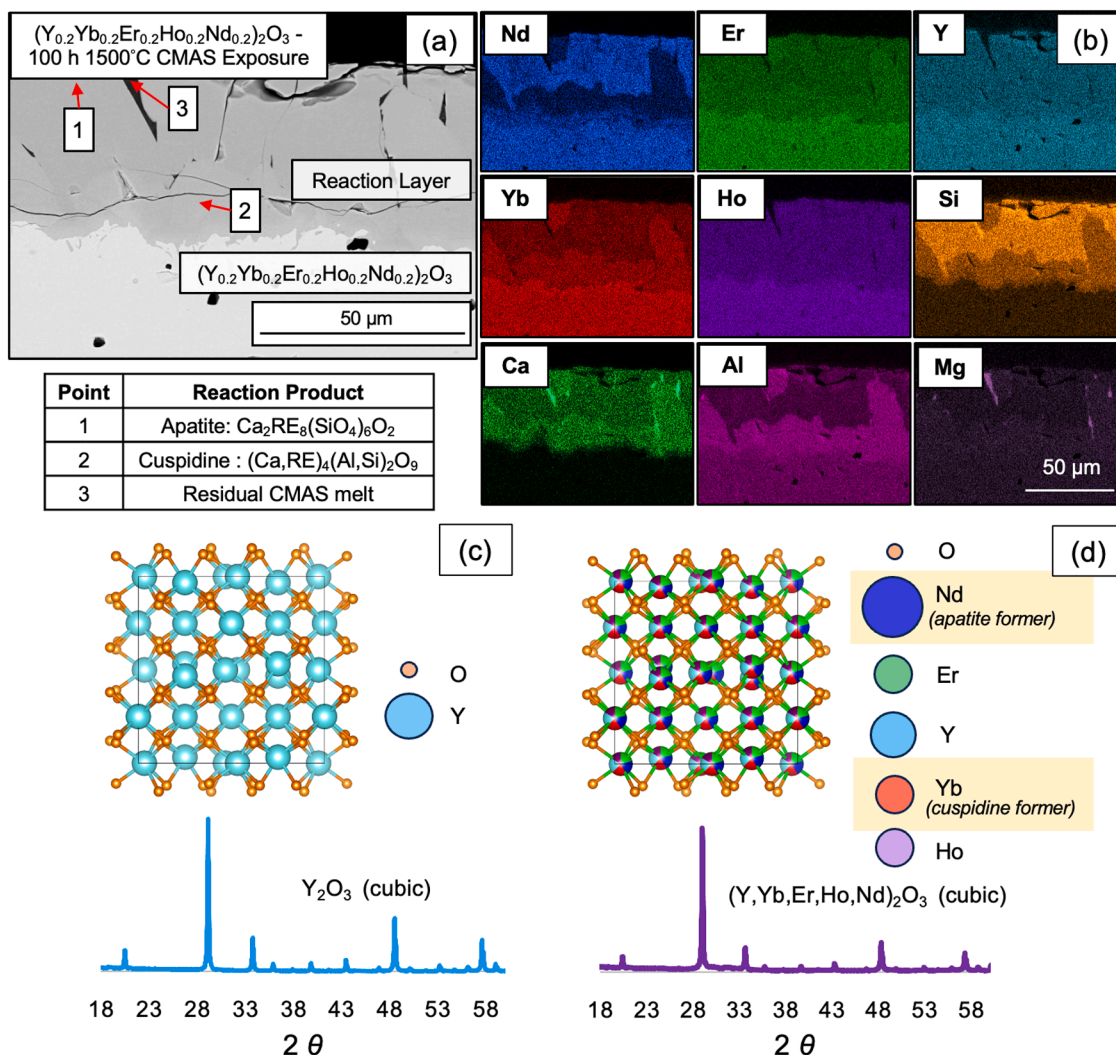 (Y₀.₂Yb₀.₂Er₀.₂Ho₀.₂Nd₀.₂)₂O₃ -
100 h 1500°C CMAS Exposure
(a)
1
3
Reaction Layer
2
(Y₀.₂Yb₀.₂Er₀.₂Ho₀.₂Nd₀.₂)₂O₃
50 µm
Nd
Er
Y
(b)
Yb
Ho
Si
Ca
Al
Mg
50 µm
Point Reaction Product
1 Apatite: Ca₂RE₈(SiO₄)₆O₂
2 Cuspidine : (Ca,RE)₄(Al,Si)₂O₉
3 Residual CMAS melt
(c)
O
Y
Y₂O₃ (cubic)
18 23 28 33 38 43 48 53 58
2 θ
(d)
O
Nd
(apatite former)
Er
Y
Yb
(cuspidine former)
Ho
(Y,Yb,Er,Ho,Nd)₂O₃ (cubic)
18 23 28 33 38 43 48 53 58
2 θ